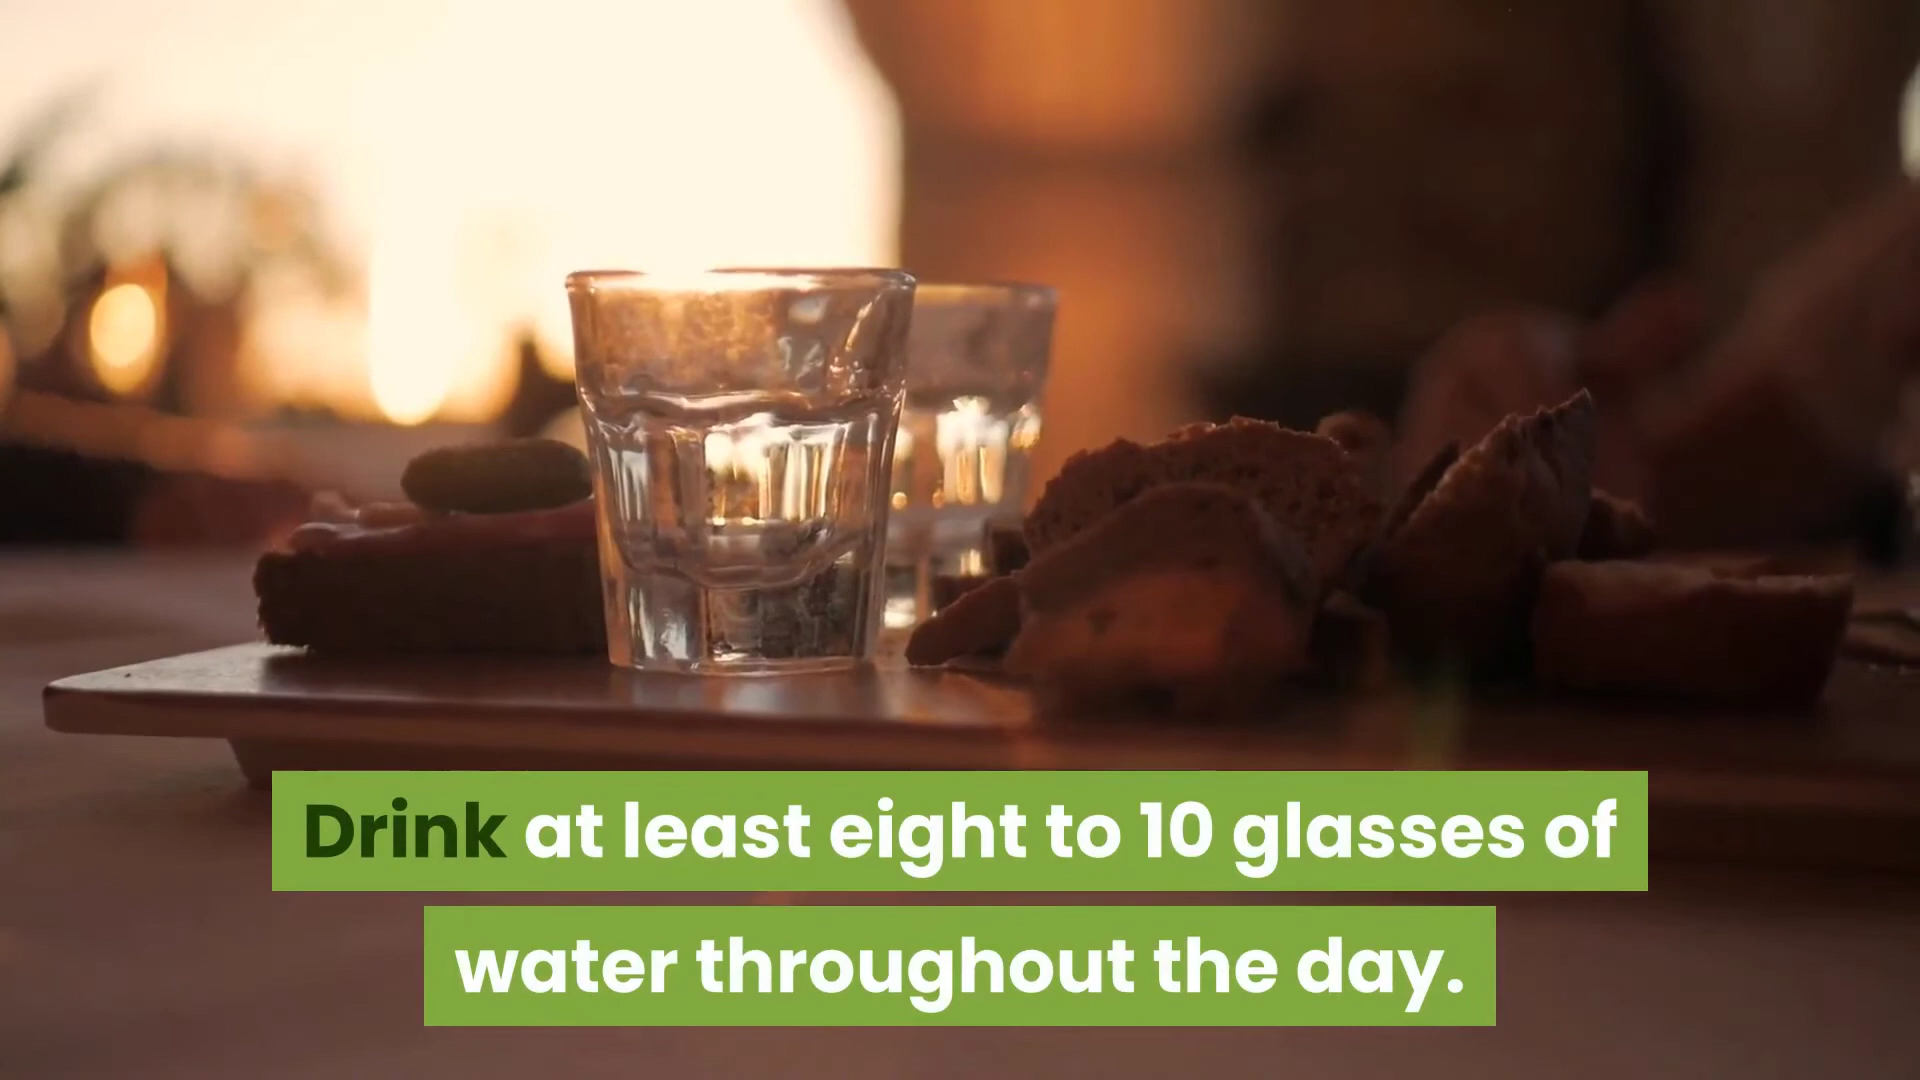 Drink at least eight to 10 glasses of
water throughout the day.